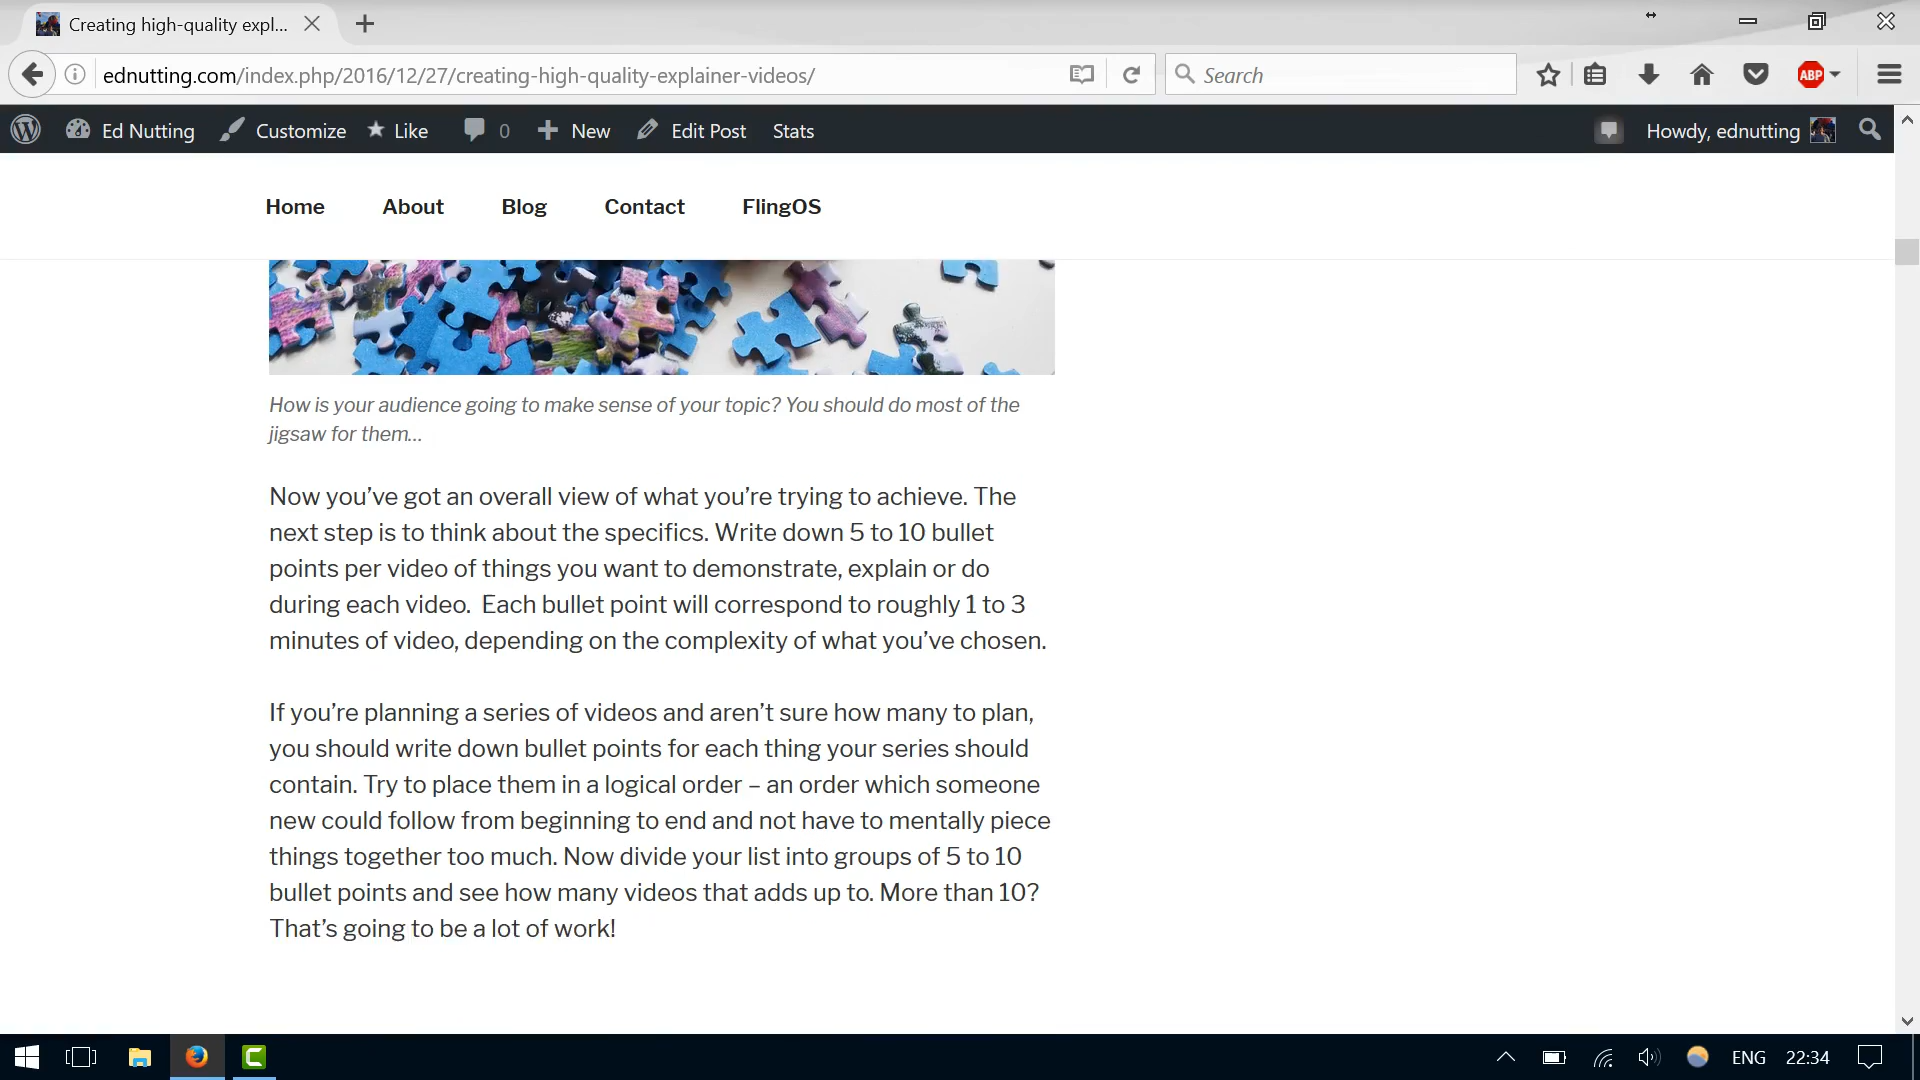 Creating high-quality expl...
ednutting.com/index.php/2016/12/27/creating-high-quality-explainer-videos/
Search
ABP
Ed Nutting
Customize
Like
0
New
Edit Post
Stats
Howdy, ednutting
Home
About
Blog
Contact
FlingOS
How is your audience going to make sense of your topic? You should do most of the
jigsaw for them…
Now you’ve got an overall view of what you’re trying to achieve. The
next step is to think about the specifics. Write down 5 to 10 bullet
points per video of things you want to demonstrate, explain or do
during each video.  Each bullet point will correspond to roughly 1 to 3
minutes of video, depending on the complexity of what you’ve chosen.
If you’re planning a series of videos and aren’t sure how many to plan,
you should write down bullet points for each thing your series should
contain. Try to place them in a logical order – an order which someone
new could follow from beginning to end and not have to mentally piece
things together too much. Now divide your list into groups of 5 to 10
bullet points and see how many videos that adds up to. More than 10?
That’s going to be a lot of work!
ENG
22:34